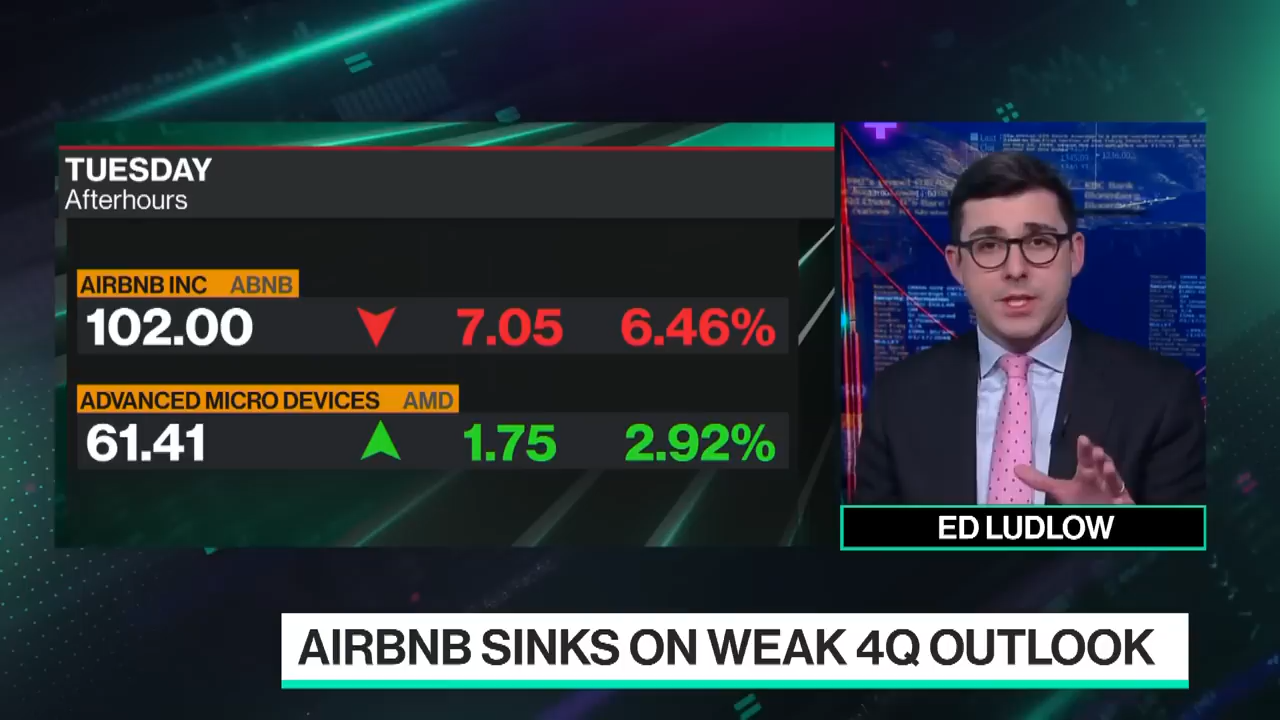 TUESDAY
Afterhours
AIRBNB INC ABNB
102.00 7.05 6.46%
ADVANCED MICRO DEVICES AMD
61.41 1.75 2.92%
ED LUDLOW
AIRBNB SINKS ON WEAK 4Q OUTLOOK